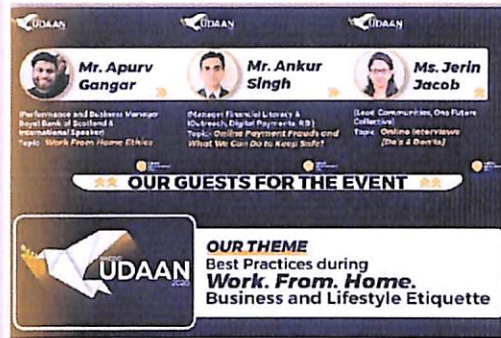 UDAAN
UDAAN
UDAAN
Mr. Apurv
Gangar
Mr. Ankur
Singh
Ms. Jerin
Jacob
(Performance and Business Manager
Royal Bank of Scotland &
International Speaker)
Topic: Work From Home Ethics
(Manager Financial Literacy &
Outreach, Digital Payments,
Topic:- Online Payment Frauds and
What We Can Do to Keep Safe?
(Lead Communities, One Future
Collective)
Topic: Online Interviews
(Do's & Don'ts)
OUR GUESTS FOR THE EVENT
UDAAN
2020
OUR THEME
Best Practices during
Work. From. Home.
Business and Lifestyle Etiquette